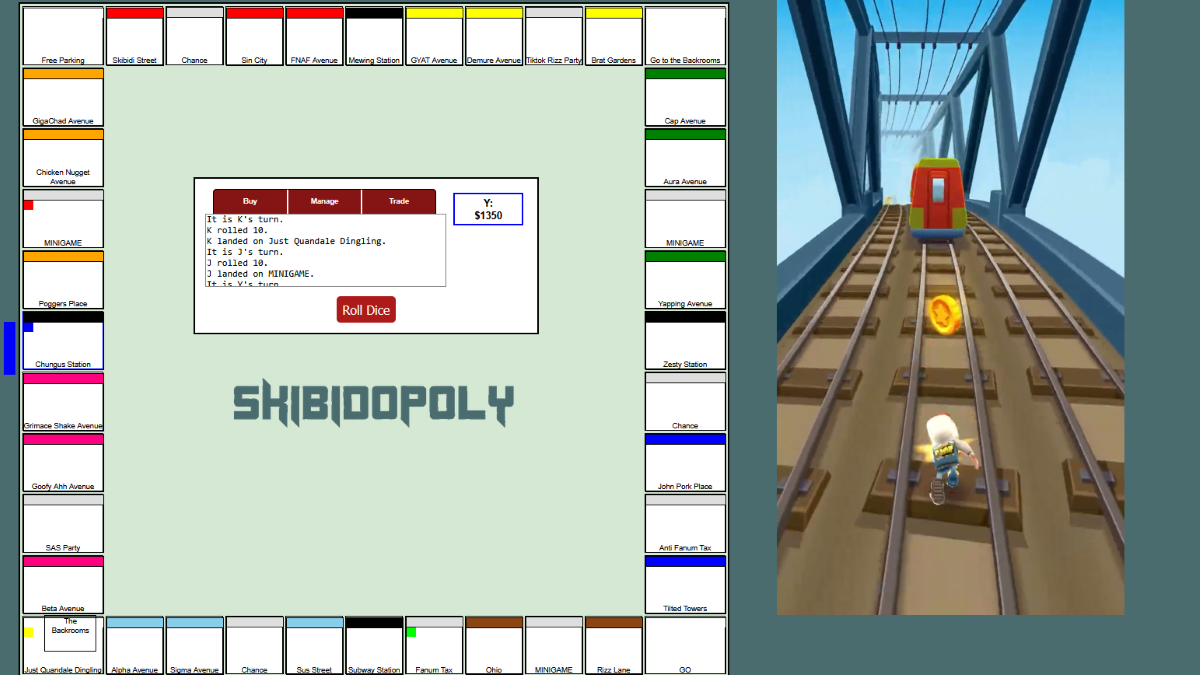 Free Parking
Skibidi Street
Chance
Sin City
FNAF Avenue
Mewing Station
GYAT Avenue
Demure Avenue
Tiktok Rizz Party
Brat Gardens
Go to the Backrooms
GigaChad Avenue
Cap Avenue
Chicken Nugget
Avenue
Aura Avenue
MINIGAME
MINIGAME
Buy
Manage
Trade
Y:
$1350
It is K's turn.
K rolled 10.
K landed on Just Quandale Dingling.
It is J's turn.
J rolled 10.
J landed on MINIGAME.
It is Y's turn
Roll Dice
Poggers Place
Yapping Avenue
Chungus Station
Zesty Station
SKIBIDOPOLY
Grimace Shake Avenue
Chance
Goofy Ahh Avenue
John Pork Place
SAS Party
Anti Fanum Tax
Beta Avenue
Tilted Towers
The
Backrooms
Just Quandale Dingling
Alpha Avenue
Sigma Avenue
Chance
Sus Street
Subway Station
Fanum Tax
Ohio
MINIGAME
Rizz Lane
GO